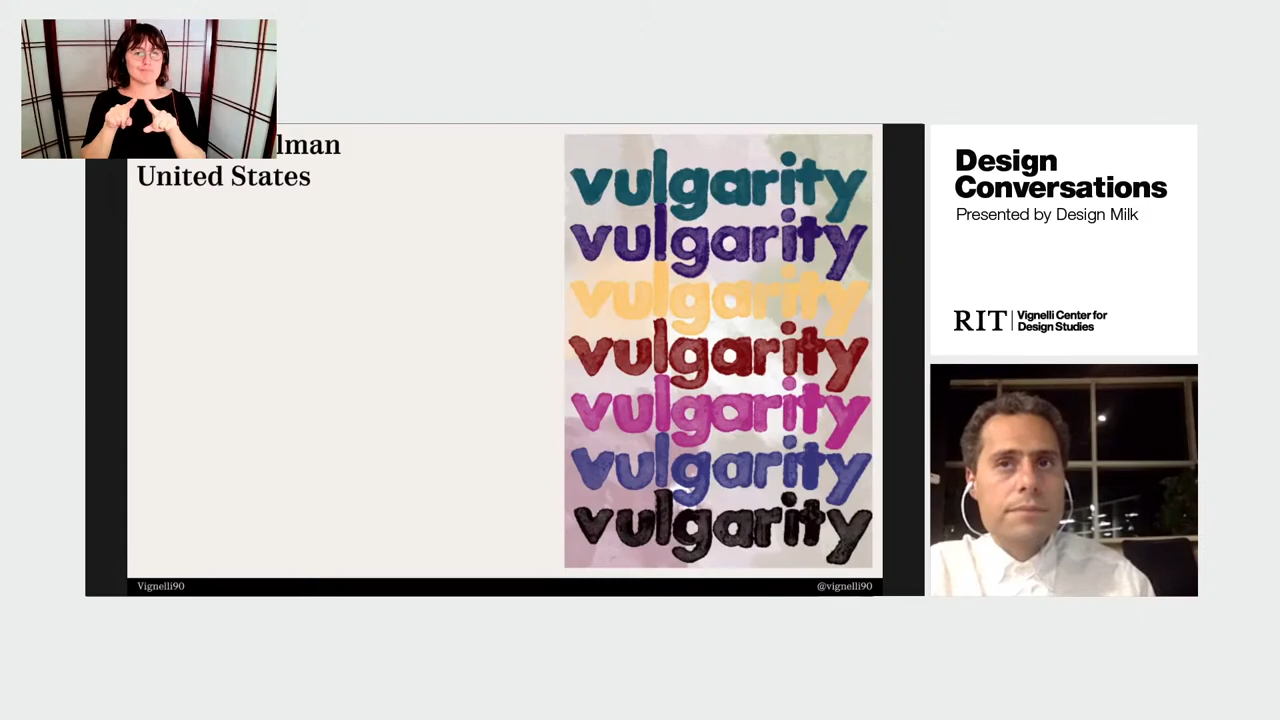 lman
United States
vulgarity
vulgarity
vulgarity
vulgarity
vulgarity
vulgarity
vulgarity
Vignelli90
@vignelli90
Design
Conversations
Presented by Design Milk
RIT
Vignelli Center for
Design Studies